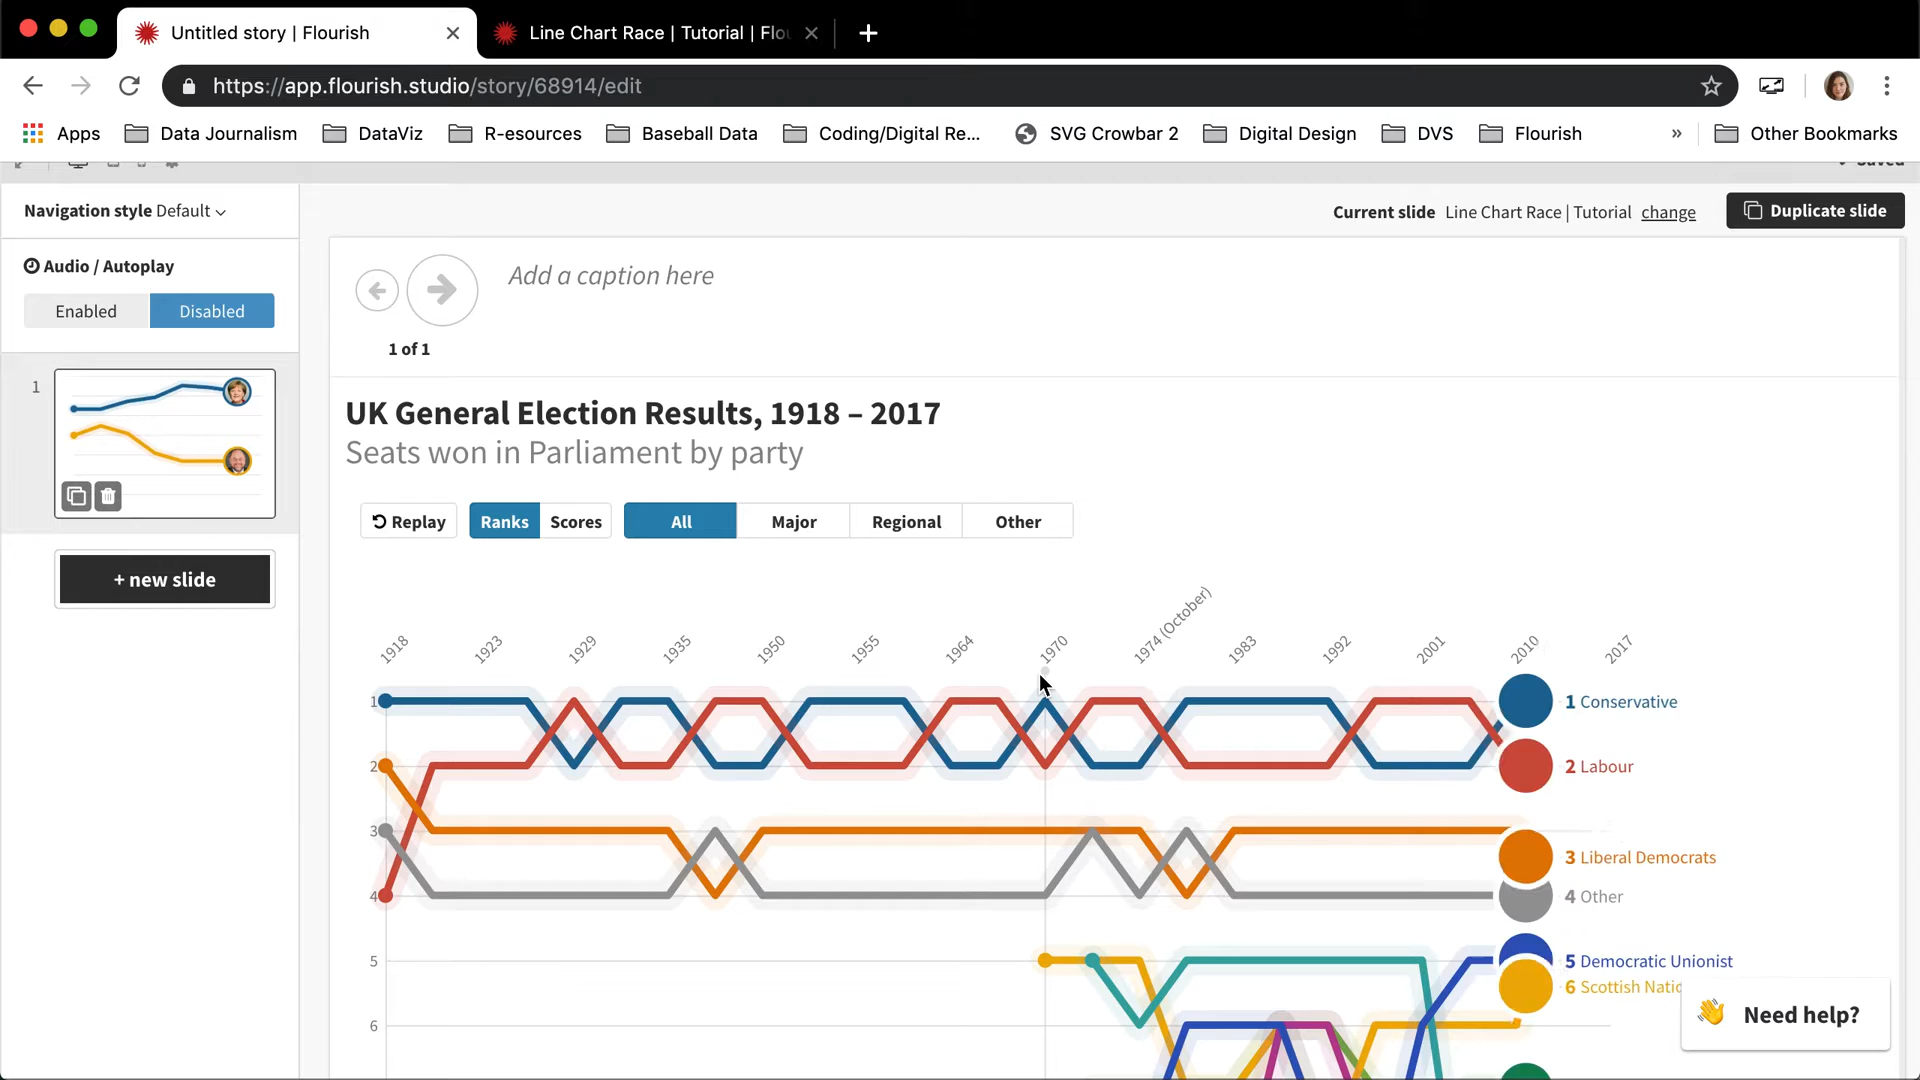 Untitled story | Flourish
Line Chart Race | Tutorial | Flo
https://app.flourish.studio/story/68914/edit
Apps
Data Journalism
DataViz
R-esources
Baseball Data
Coding/Digital Re...
SVG Crowbar 2
Digital Design
DVS
Flourish
»
Other Bookmarks
Saved
Navigation style Default
Current slide Line Chart Race | Tutorial change
Duplicate slide
Audio / Autoplay
Enabled
Disabled
Add a caption here
1 of 1
1
+ new slide
UK General Election Results, 1918 – 2017
Seats won in Parliament by party
Replay
Ranks
Scores
All
Major
Regional
Other
1918
1923
1929
1935
1950
1955
1964
1970
1974 (October)
1983
1992
2001
2010
2017
1
1 Conservative
2
2 Labour
3
3 Liberal Democrats
4
4 Other
5
5 Democratic Unionist
6 Scottish Natio
6
Need help?